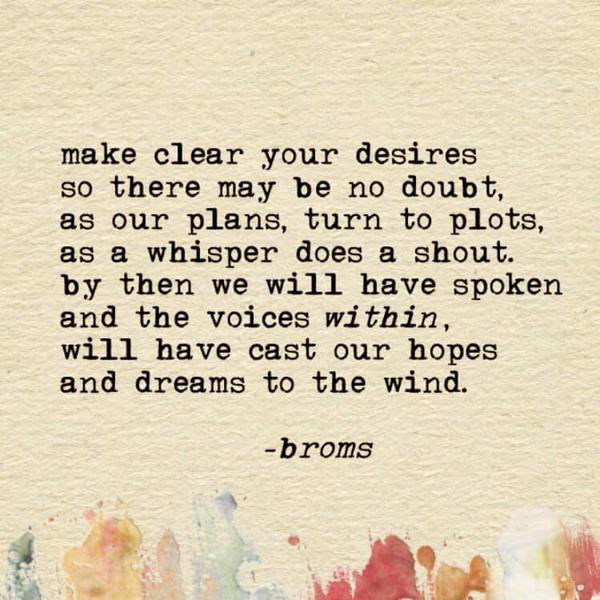 make clear your desires
so there may be no doubt,
as our plans, turn to plots,
as a whisper does a shout.
by then we will have spoken
and the voices within,
will have cast our hopes
and dreams to the wind.
-broms